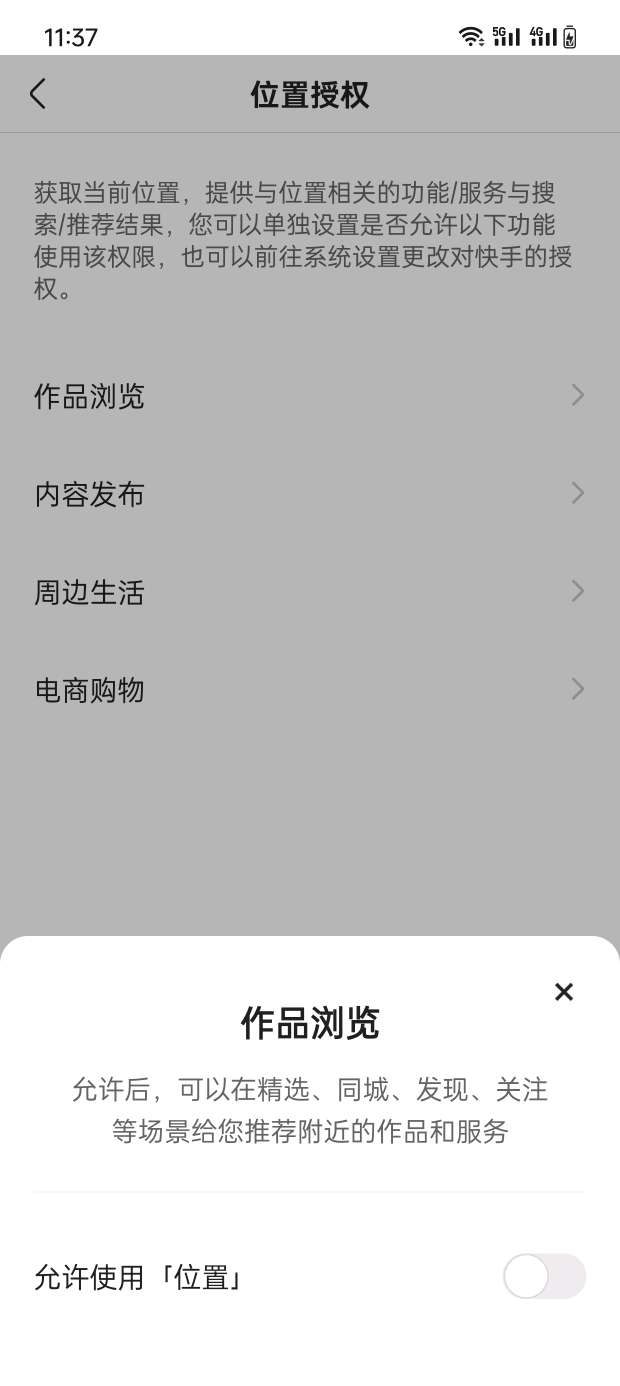 11:37
5G 4G
位置授权
获取当前位置，提供与位置相关的功能/服务与搜
索/推荐结果，您可以单独设置是否允许以下功能
使用该权限，也可以前往系统设置更改对快手的授
权。
作品浏览
内容发布
周边生活
电商购物
作品浏览
允许后，可以在精选、同城、发现、关注
等场景给您推荐附近的作品和服务
允许使用「位置」